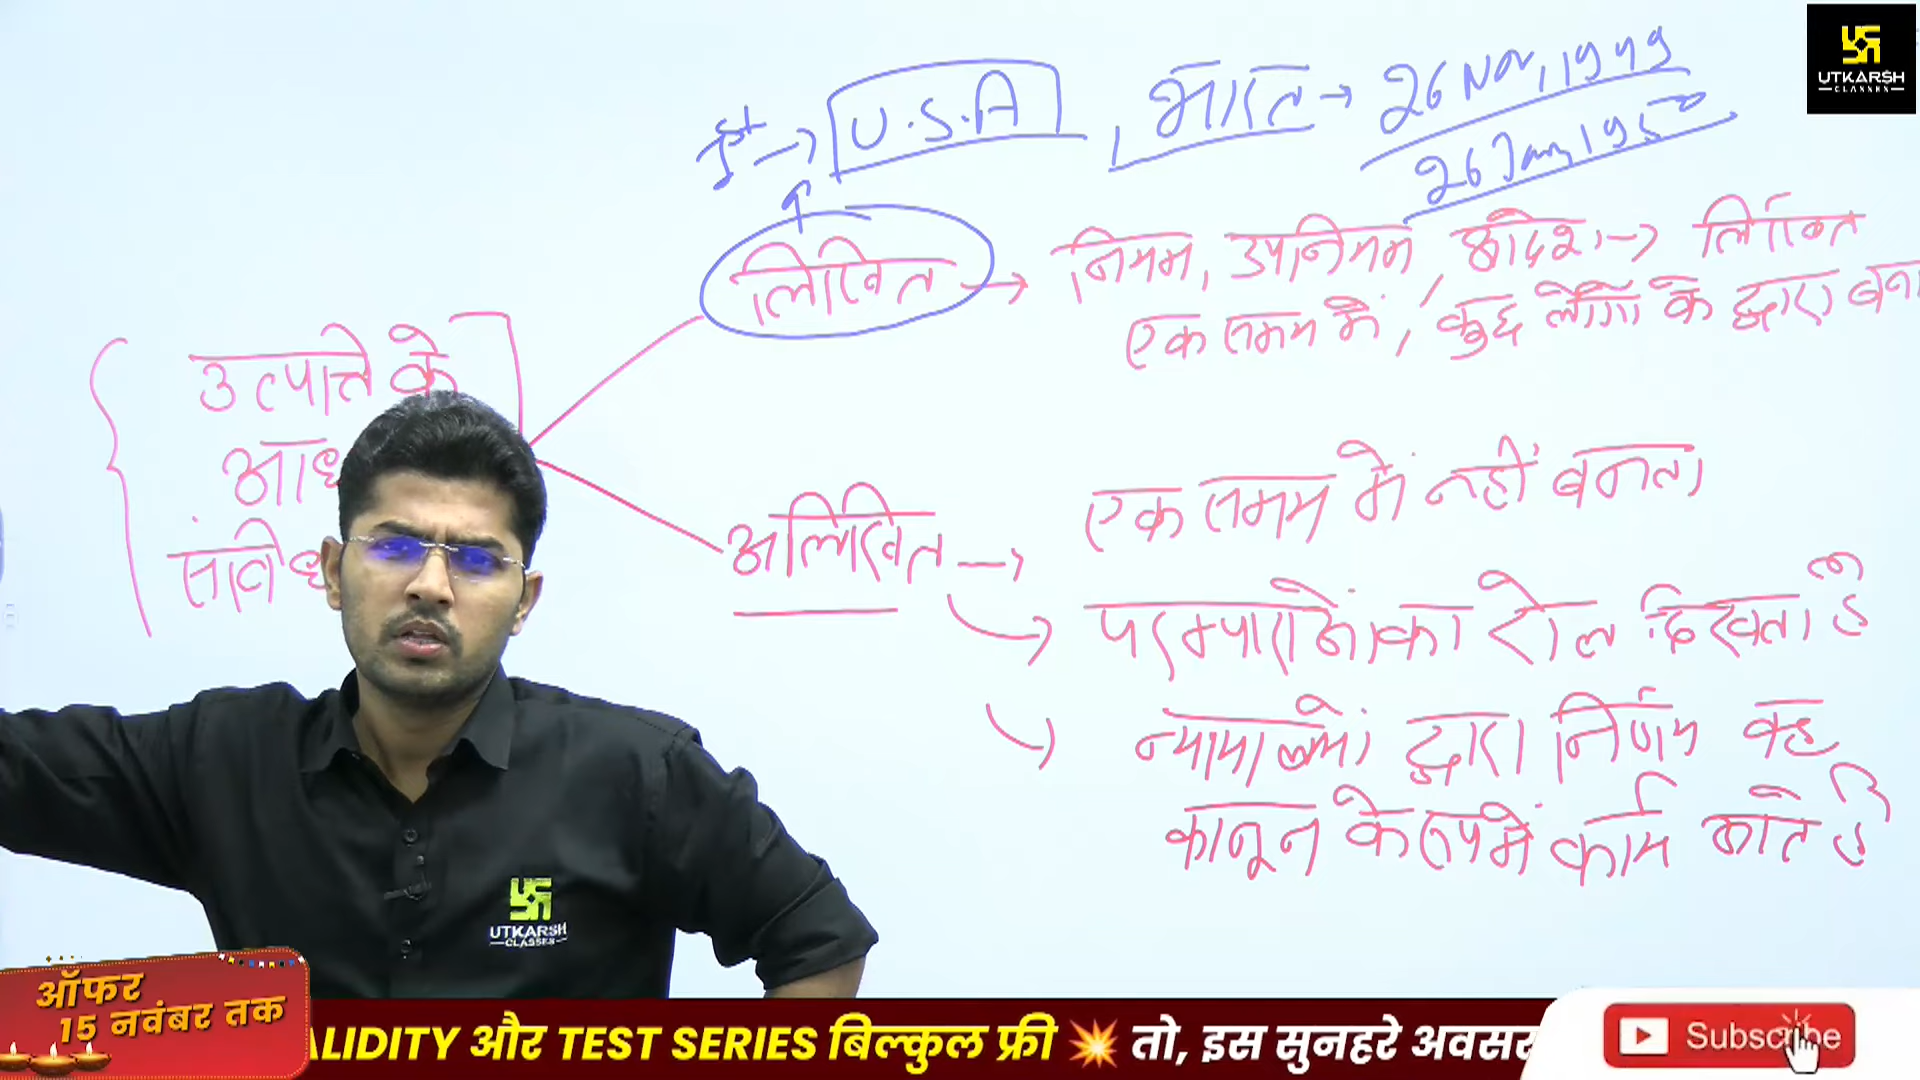 1st → U.S.A , भारत → 26 Nov, 1949
26 Jan, 1950
लिखित → नियम, उपनियम, आदेश → लिखित
एक समय में, कुछ लोगों के द्वारा बना
उत्पत्ति के
संवि
अलिखित → एक समय में नहीं बनता
परम्पराओं का रोल दिखता है
न्यायालयों द्वारा निर्णय वह
कानून के रूप में कार्य करते है
UTKARSH
CLASSES
UTKARSH
CLASSES
ऑफर
15 नवंबर तक
ALIDITY और TEST SERIES बिल्कुल फ्री 💥 तो, इस सुनहरे अवसर
Subscribe